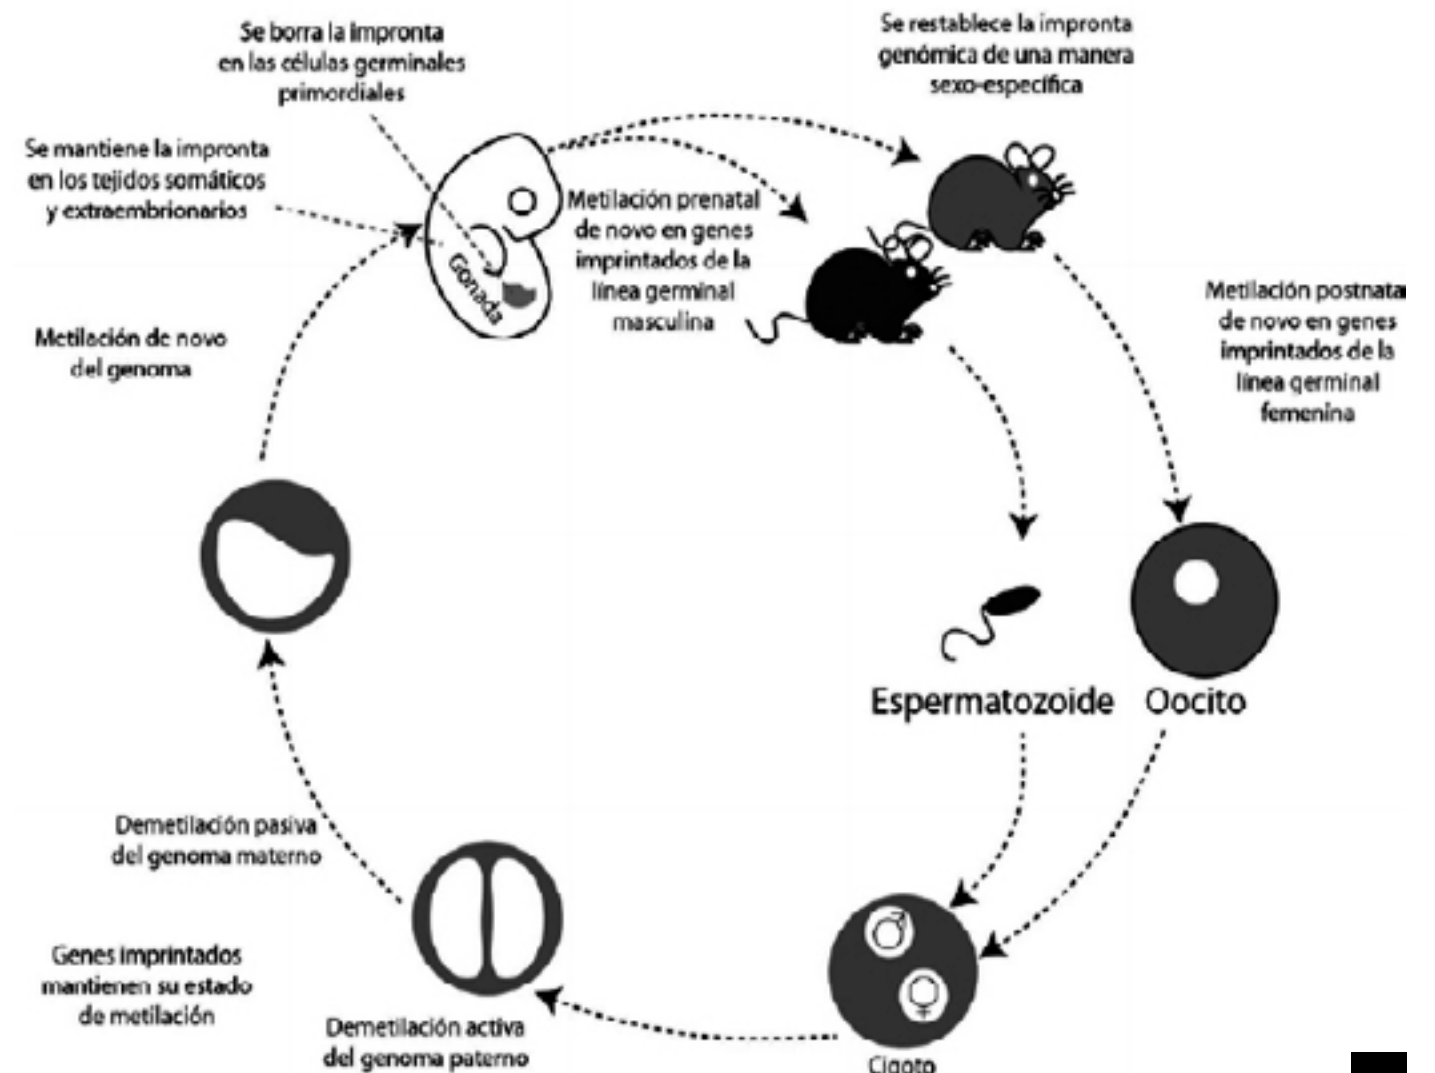 Se borra la impronta
en las células germinales
primordiales
Se restablece la impronta
genómica de una manera
sexo-específica
Se mantiene la impronta
en los tejidos somáticos
y extraembrionarios
Gonada
Metilación prenatal
de novo en genes
imprintados de la
línea germinal
masculina
Metilación postnata
de novo en genes
imprintados de la
línea germinal
femenina
Metilación de novo
del genoma
Espermatozoide
Oocito
Demetilación pasiva
del genoma materno
Genes imprintados
mantienen su estado
de metilación
Demetilación activa
del genoma paterno
Cigoto